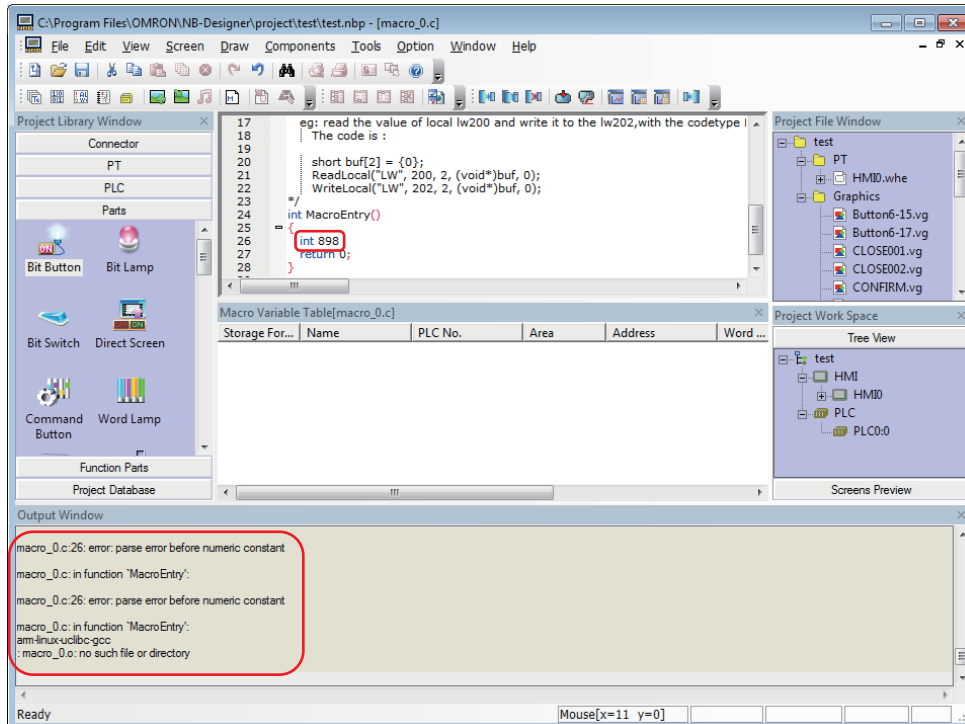 C:\Program Files\OMRON\NB-Designer\project\test\test.nbp - [macro_0.c]
File Edit View Screen Draw Components Tools Option Window Help
Project Library Window
Connector
PT
PLC
Parts
Bit Button
Bit Lamp
Bit Switch
Direct Screen
Command Button
Word Lamp
Function Parts
Project Database
17 eg: read the value of local lw200 and write it to the lw202,with the codetype
18 The code is :
19
20 short buf[2] = {0};
21 ReadLocal("LW", 200, 2, (void*)buf, 0);
22 WriteLocal("LW", 202, 2, (void*)buf, 0);
23 */
24 int MacroEntry()
25 {
26 int 898
27 return 0;
28 }
Macro Variable Table[macro_0.c]
Storage For... Name PLC No. Area Address Word ...
Project File Window
test
PT
HMI0.whe
Graphics
Button6-15.vg
Button6-17.vg
CLOSE001.vg
CLOSE002.vg
CONFIRM.vg
Project Work Space
Tree View
test
HMI
HMI0
PLC
PLC0:0
Screens Preview
Output Window
macro_0.c:26: error: parse error before numeric constant
macro_0.c: in function `MacroEntry':
macro_0.c:26: error: parse error before numeric constant
macro_0.c: in function `MacroEntry':
arm-linux-uclibc-gcc
: macro_0.o: no such file or directory
Ready
Mouse[x=11 y=0]